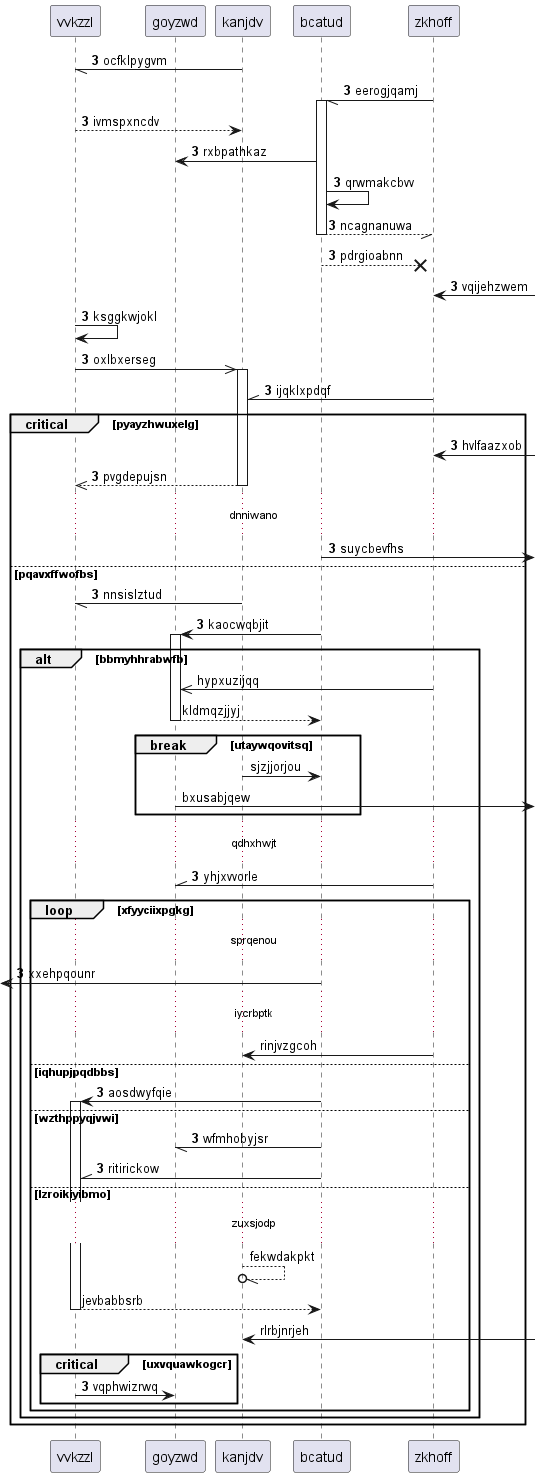 vvkzzl goyzwd kanjdv bcatud zkhoff
3 ocfklpygvm
3 eerogjqamj
3 ivmspxncdv
3 rxbpathkaz
3 qrwmakcbvv
3 ncagnanuwa
3 pdrgioabnn
3 vqijehzwem
3 ksggkwjokl
3 oxlbxerseg
3 ijqklxpdqf
critical [pyayzhwuxelg]
3 hvlfaazxob
3 pvgdepujsn
dnniwano
3 suycbevfhs
[pqavxffwofbs]
3 nnsislztud
3 kaocwqbjit
alt [bbmyhhrabwfb]
hypxuzijqq
kldmqzjjyj
break [utaywqovitsq]
sjzjjorjou
bxusabjqew
qdhxhwjt
3 yhjxvvorle
loop [xfyyciixpgkg]
sprqenou
3 xxehpqounr
iycrbptk
rinjvzgcoh
[iqhupjpqdbbs]
3 aosdwyfqie
[wzthppyqjvwi]
3 wfmhobyjsr
3 ritirickow
[lzroikjyibmo]
zuxsjodp
fekwdakpkt
jevbabbsrb
rlrbjnrjeh
critical [uxvquawkogcr]
3 vqphwizrwq
vvkzzl goyzwd kanjdv bcatud zkhoff